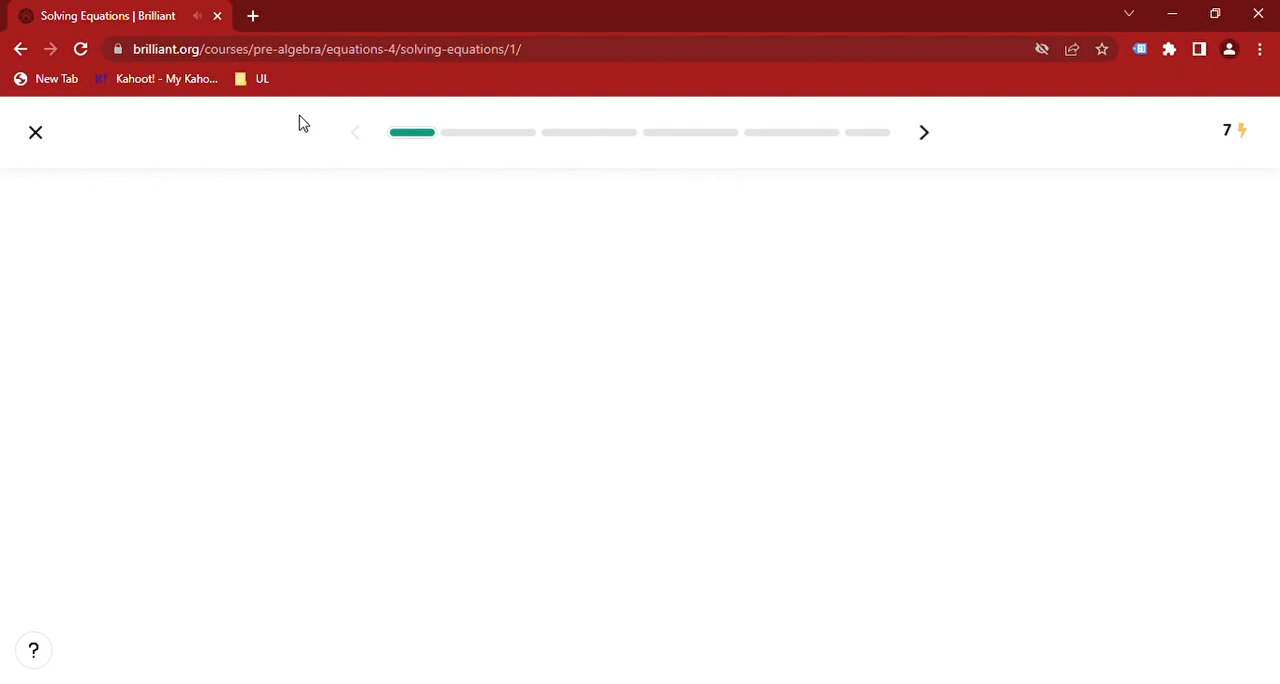 Solving Equations | Brilliant
brilliant.org/courses/pre-algebra/equations-4/solving-equations/1/
New Tab
K! Kahoot! - My Kaho...
UL
7
?